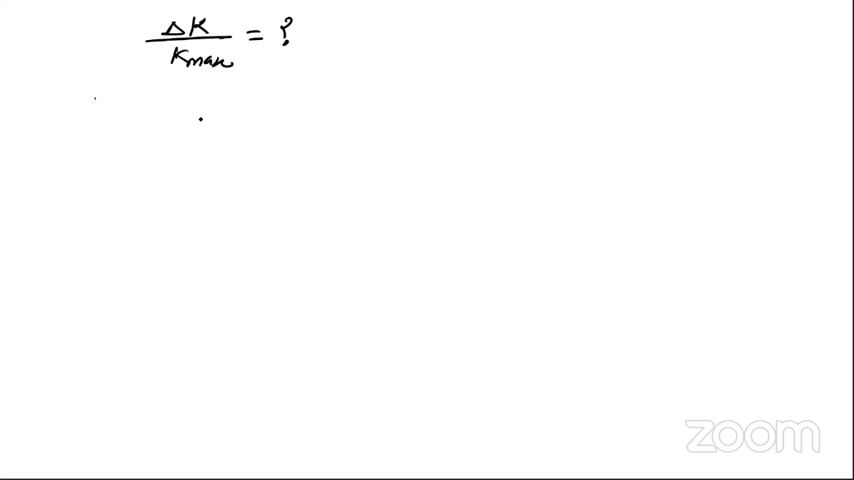 ΔK
Kmax = ?
zoom